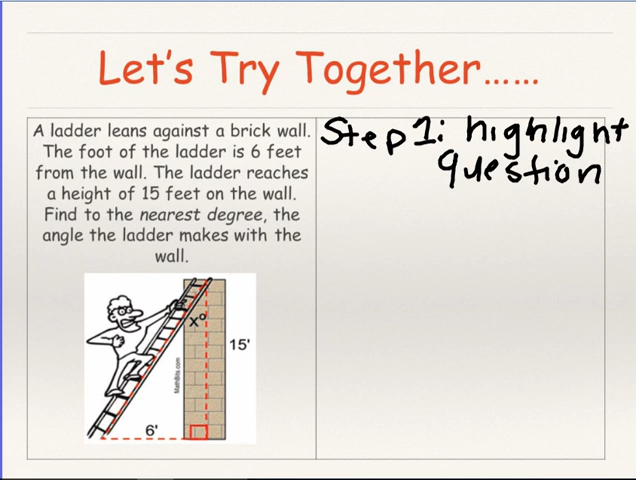 Let's Try Together......
A ladder leans against a brick wall.
The foot of the ladder is 6 feet
from the wall. The ladder reaches
a height of 15 feet on the wall.
Find to the nearest degree, the
angle the ladder makes with the
wall.
x°
15'
MathBits.com
6'
Step 1: highlight
question